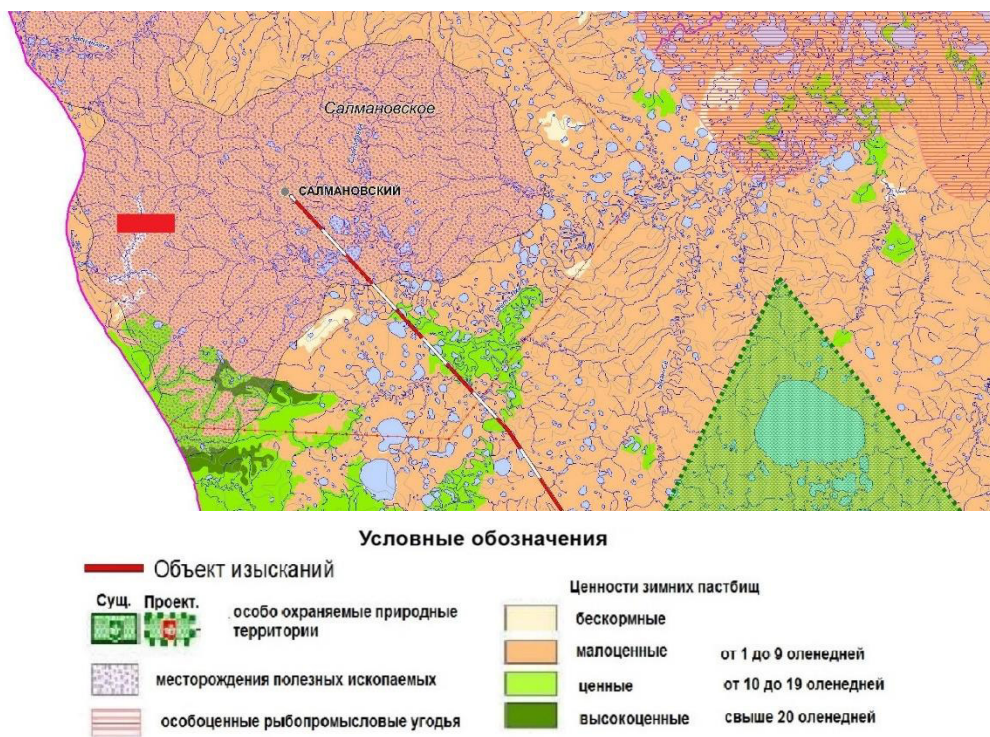 Салмановское
САЛМАНОВСКИЙ
Условные обозначения
Объект изысканий
Сущ. Проект.
особо охраняемые природные
территории
месторождения полезных ископаемых
особоценные рыбопромысловые угодья
Ценности зимних пастбищ
бескормные
малоценные от 1 до 9 оленедней
ценные от 10 до 19 оленедней
высокоценные свыше 20 оленедней